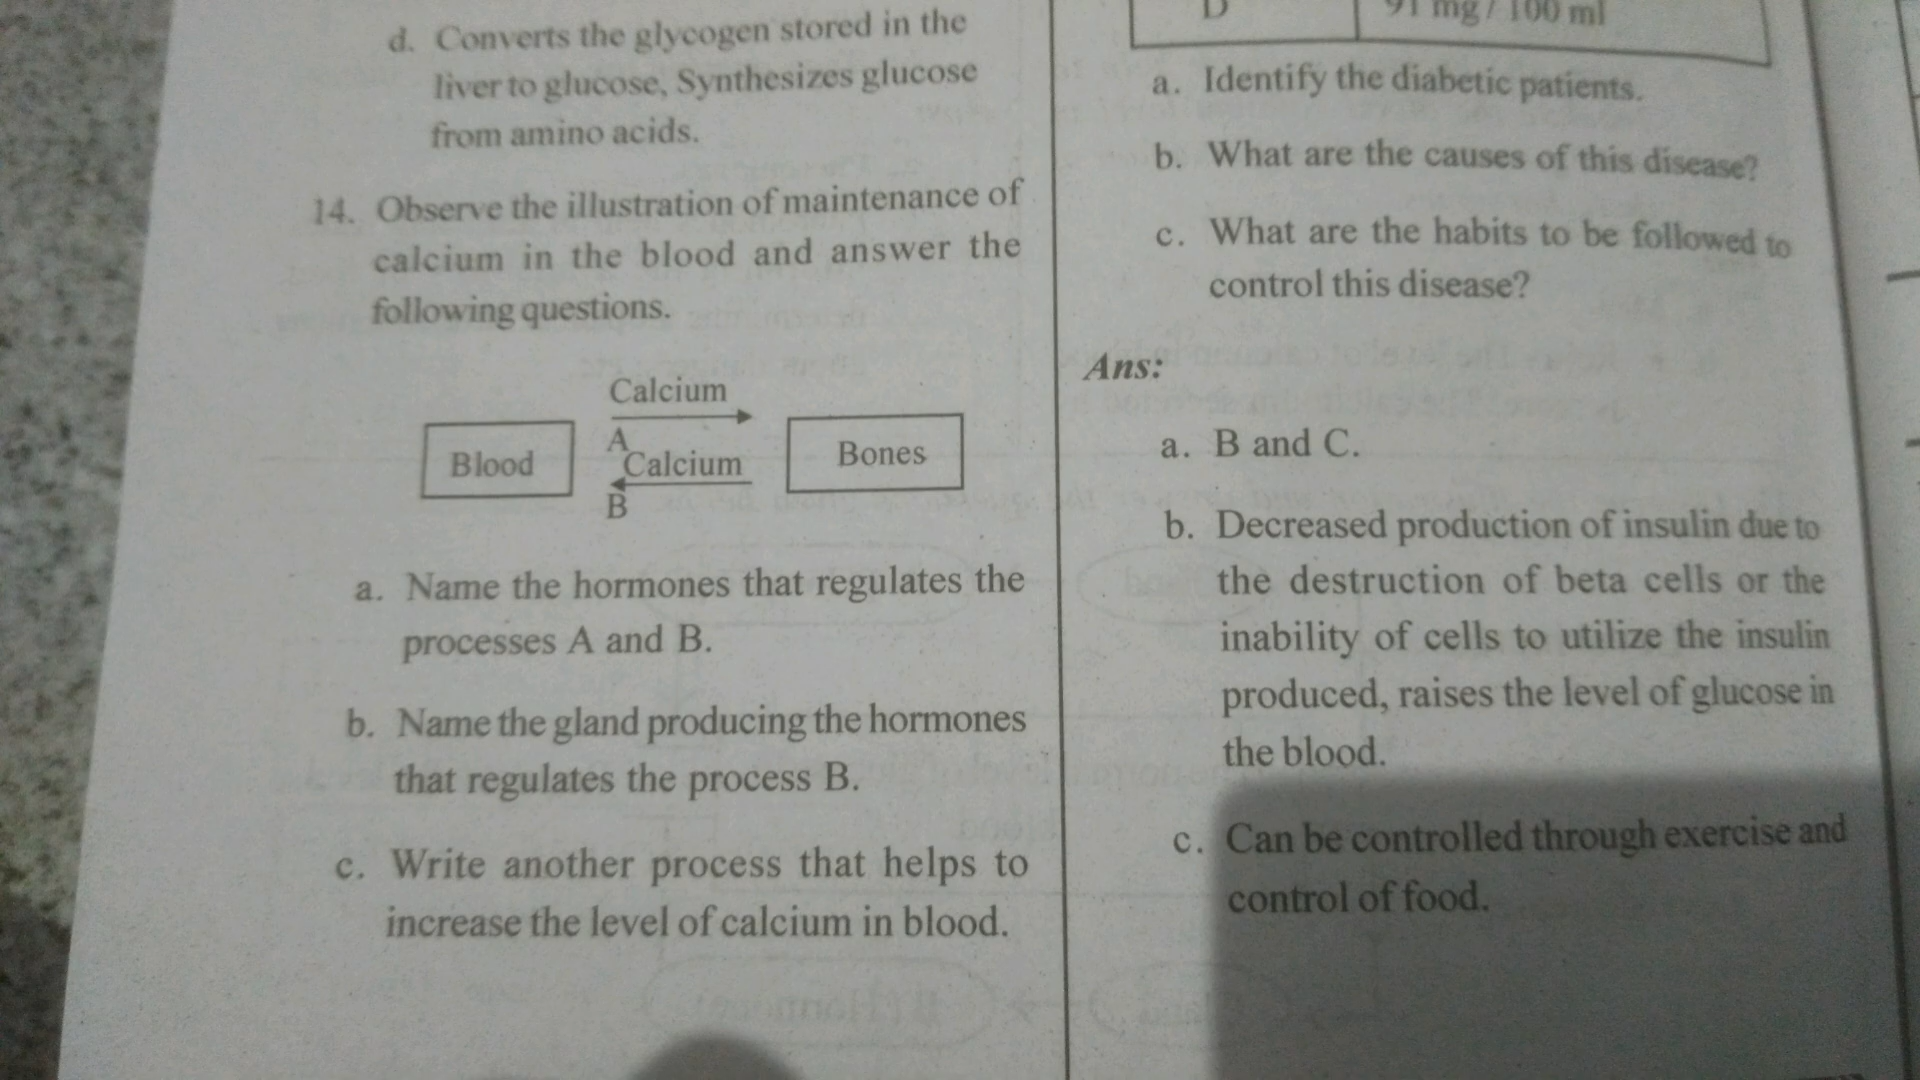 d. Converts the glycogen stored in the
liver to glucose, Synthesizes glucose
from amino acids.
14. Observe the illustration of maintenance of
calcium in the blood and answer the
following questions.
Calcium
A
Blood
Calcium
Bones
B
a. Name the hormones that regulates the
processes A and B.
b. Name the gland producing the hormones
that regulates the process B.
c. Write another process that helps to
increase the level of calcium in blood.
D 91 mg / 100 ml
a. Identify the diabetic patients.
b. What are the causes of this disease?
c. What are the habits to be followed to
control this disease?
Ans:
a. B and C.
b. Decreased production of insulin due to
the destruction of beta cells or the
inability of cells to utilize the insulin
produced, raises the level of glucose in
the blood.
c. Can be controlled through exercise and
control of food.